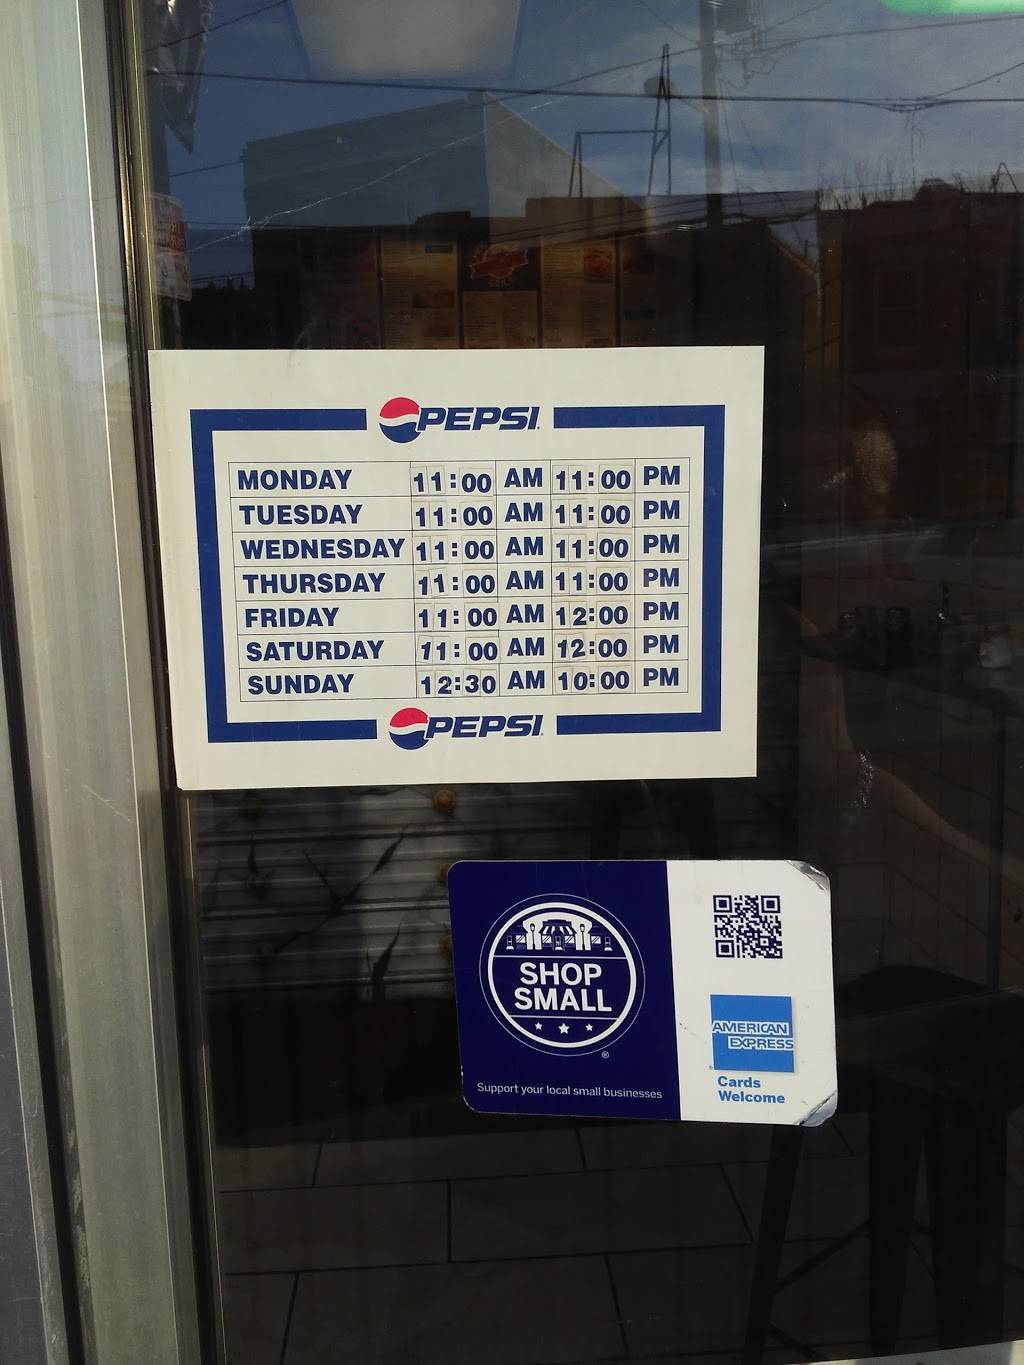 PEPSI
MONDAY 11:00 AM 11:00 PM
TUESDAY 11:00 AM 11:00 PM
WEDNESDAY 11:00 AM 11:00 PM
THURSDAY 11:00 AM 11:00 PM
FRIDAY 11:00 AM 12:00 PM
SATURDAY 11:00 AM 12:00 PM
SUNDAY 12:30 AM 10:00 PM
PEPSI
SHOP
SMALL
®
Support your local small businesses
AMERICAN
EXPRESS
®
Cards
Welcome